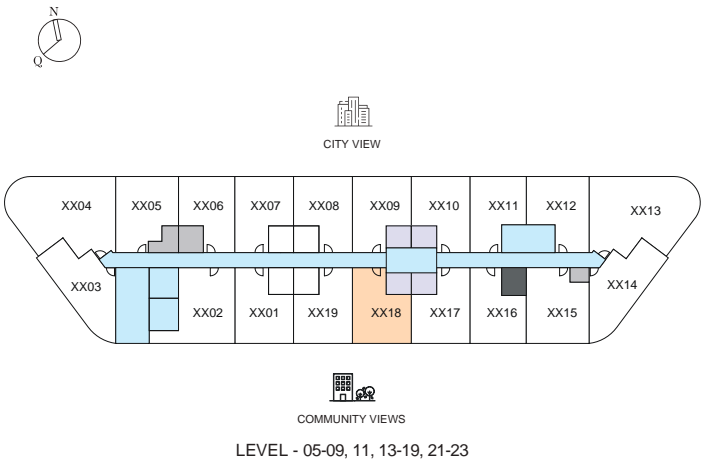 N
Q
CITY VIEW
XX04
XX05
XX06
XX07
XX08
XX09
XX10
XX11
XX12
XX13
XX03
XX02
XX01
XX19
XX18
XX17
XX16
XX15
XX14
COMMUNITY VIEWS
LEVEL - 05-09, 11, 13-19, 21-23